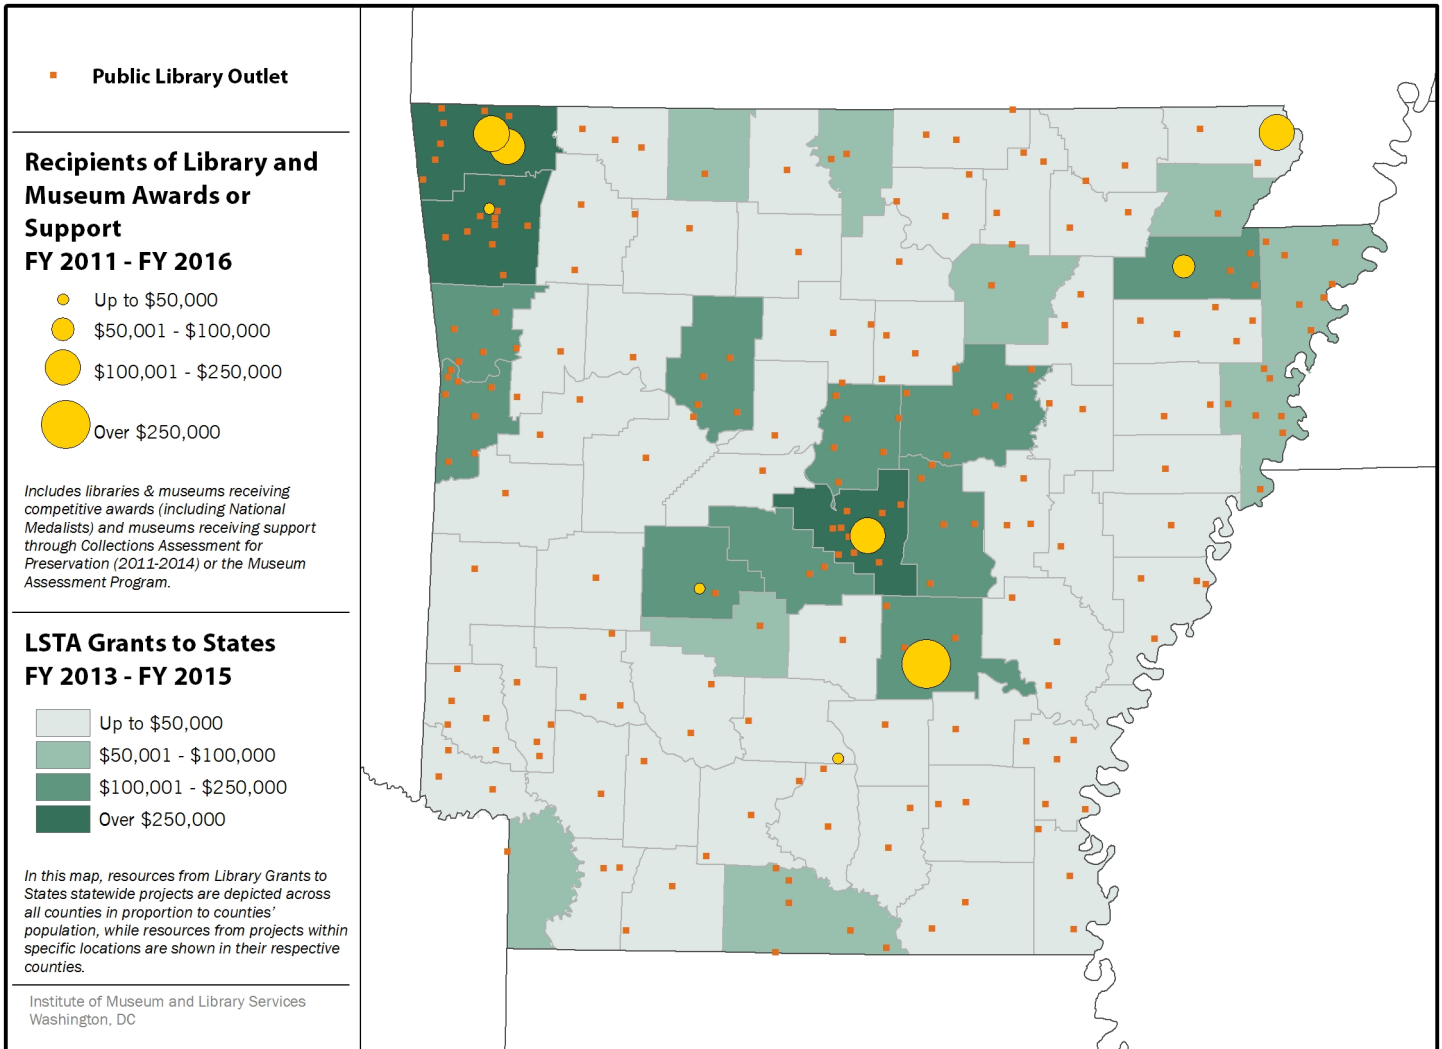 Public Library Outlet
Recipients of Library and
Museum Awards or
Support
FY 2011 - FY 2016
Up to $50,000
$50,001 - $100,000
$100,001 - $250,000
Over $250,000
Includes libraries & museums receiving
competitive awards (including National
Medalists) and museums receiving support
through Collections Assessment for
Preservation (2011-2014) or the Museum
Assessment Program.
LSTA Grants to States
FY 2013 - FY 2015
Up to $50,000
$50,001 - $100,000
$100,001 - $250,000
Over $250,000
In this map, resources from Library Grants to
States statewide projects are depicted across
all counties in proportion to counties’
population, while resources from projects within
specific locations are shown in their respective
counties.
Institute of Museum and Library Services
Washington, DC